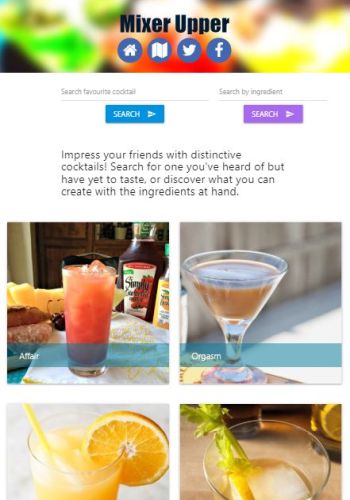 Mixer Upper
Search favourite cocktail
Search by ingredient
SEARCH
SEARCH
Impress your friends with distinctive
cocktails! Search for one you've heard of but
have yet to taste, or discover what you can
create with the ingredients at hand.
Simply
Affair
Orgasm